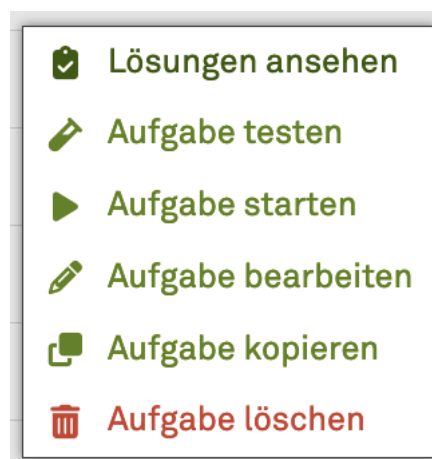 Lösungen ansehen
Aufgabe testen
Aufgabe starten
Aufgabe bearbeiten
Aufgabe kopieren
Aufgabe löschen